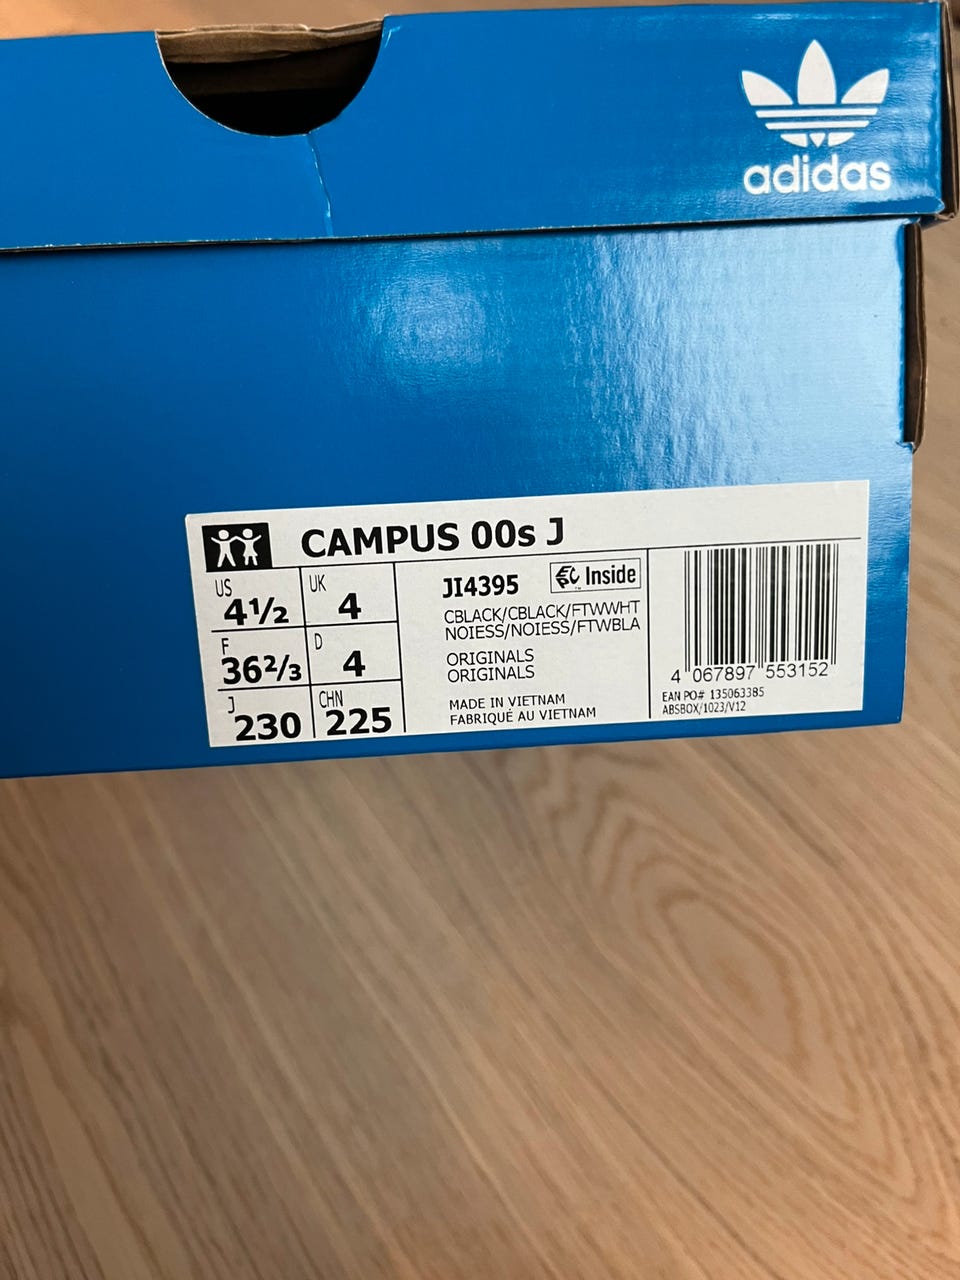 adidas
CAMPUS 00s J
US 4½
UK 4
F 36⅔
D 4
J 230
CHN 225
JI4395
Inside
CBLACK/CBLACK/FTWWHT
NOIESS/NOIESS/FTWBLA
ORIGINALS
ORIGINALS
MADE IN VIETNAM
FABRIQUÉ AU VIETNAM
4 067897 553152
EAN PO# 135063385
ABSBOX/1023/V12